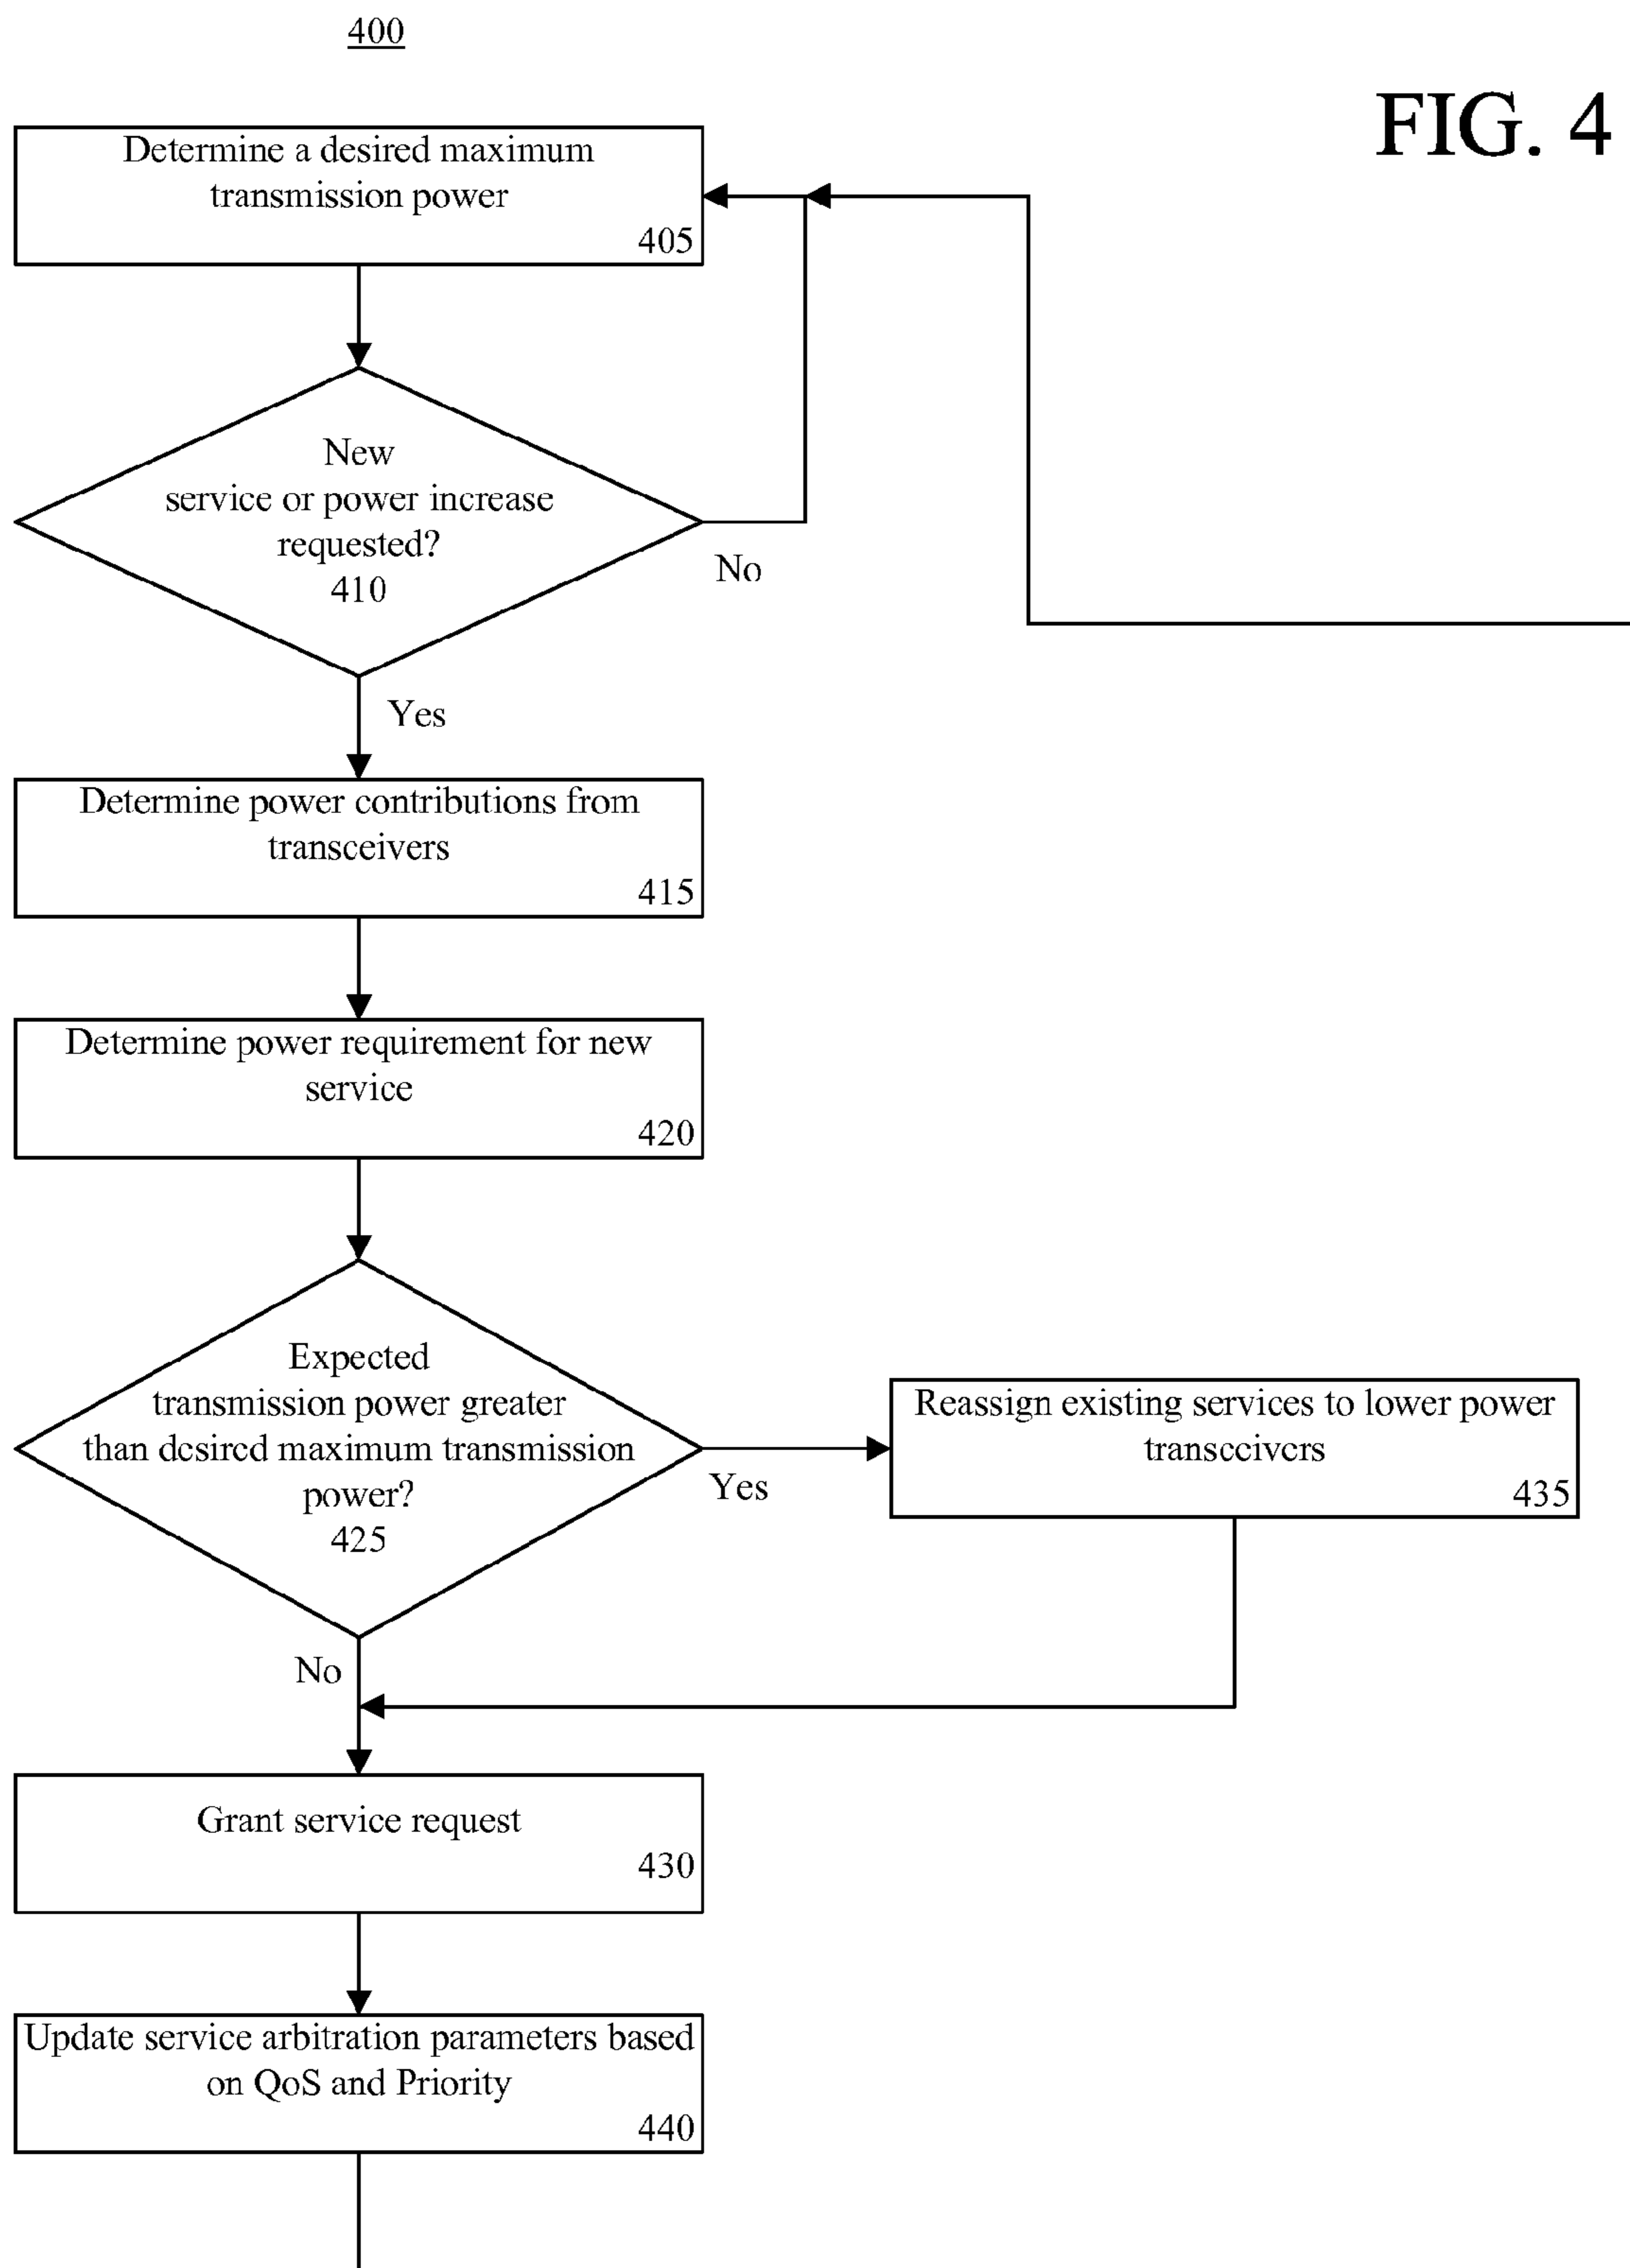 400
FIG. 4
Determine a desired maximum
transmission power
405
New
service or power increase
requested?
410
No
Yes
Determine power contributions from
transceivers
415
Determine power requirement for new
service
420
Expected
transmission power greater
than desired maximum transmission
power?
425
Yes
Reassign existing services to lower power
transceivers
435
No
Grant service request
430
Update service arbitration parameters based
on QoS and Priority
440